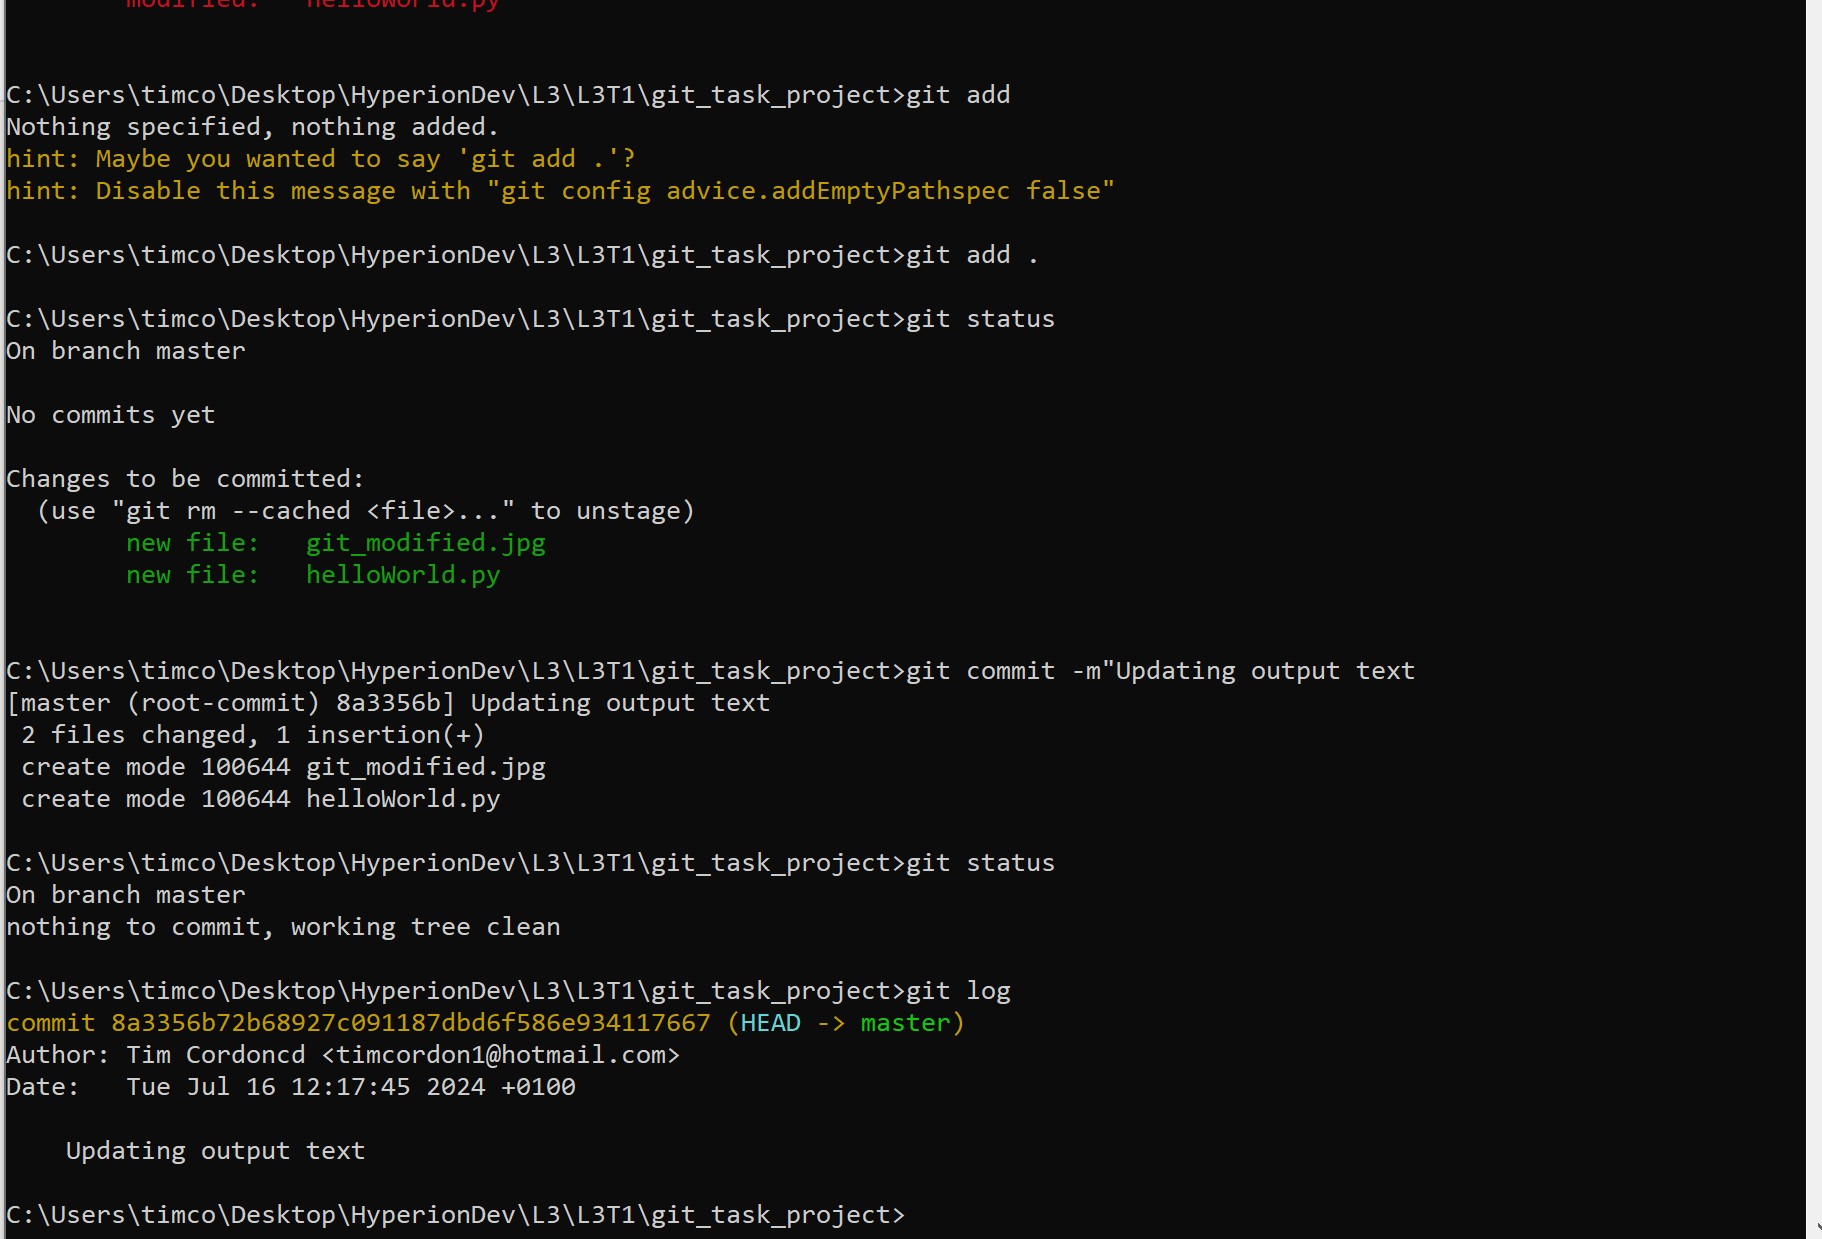 modified:   helloWorld.py
C:\Users\timco\Desktop\HyperionDev\L3\L3T1\git_task_project>git add
Nothing specified, nothing added.
hint: Maybe you wanted to say 'git add .'?
hint: Disable this message with "git config advice.addEmptyPathspec false"
C:\Users\timco\Desktop\HyperionDev\L3\L3T1\git_task_project>git add .
C:\Users\timco\Desktop\HyperionDev\L3\L3T1\git_task_project>git status
On branch master
No commits yet
Changes to be committed:
  (use "git rm --cached <file>..." to unstage)
        new file:   git_modified.jpg
        new file:   helloWorld.py
C:\Users\timco\Desktop\HyperionDev\L3\L3T1\git_task_project>git commit -m"Updating output text
[master (root-commit) 8a3356b] Updating output text
 2 files changed, 1 insertion(+)
 create mode 100644 git_modified.jpg
 create mode 100644 helloWorld.py
C:\Users\timco\Desktop\HyperionDev\L3\L3T1\git_task_project>git status
On branch master
nothing to commit, working tree clean
C:\Users\timco\Desktop\HyperionDev\L3\L3T1\git_task_project>git log
commit 8a3356b72b68927c091187dbd6f586e934117667 (HEAD -> master)
Author: Tim Cordoncd <timcordon1@hotmail.com>
Date:   Tue Jul 16 12:17:45 2024 +0100
    Updating output text
C:\Users\timco\Desktop\HyperionDev\L3\L3T1\git_task_project>